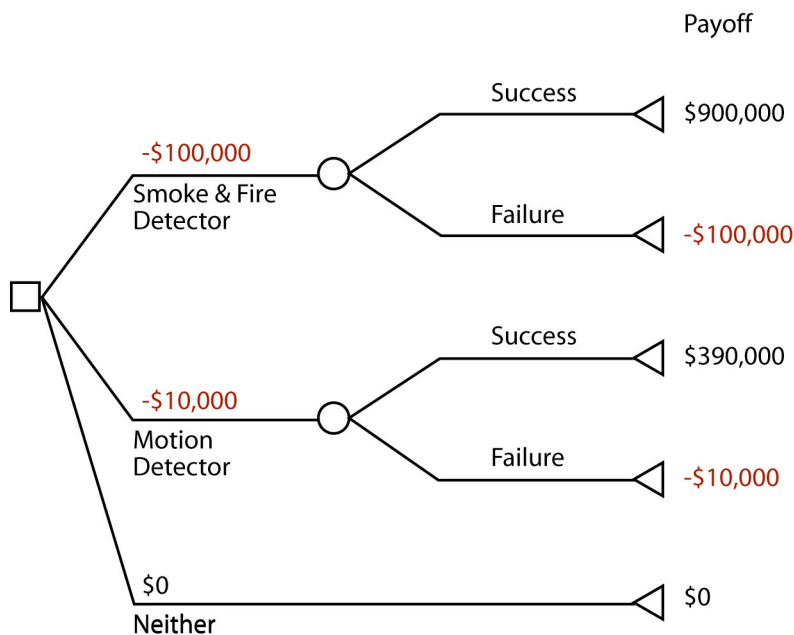 Payoff
Success
$900,000
-$100,000
Smoke & Fire
Detector
Failure
-$100,000
Success
$390,000
-$10,000
Motion
Detector
Failure
-$10,000
$0
$0
Neither